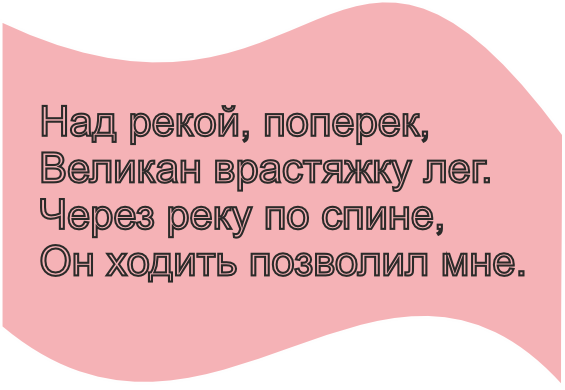 Над рекой, поперек,
Великан врастяжку лег.
Через реку по спине,
Он ходить позволил мне.